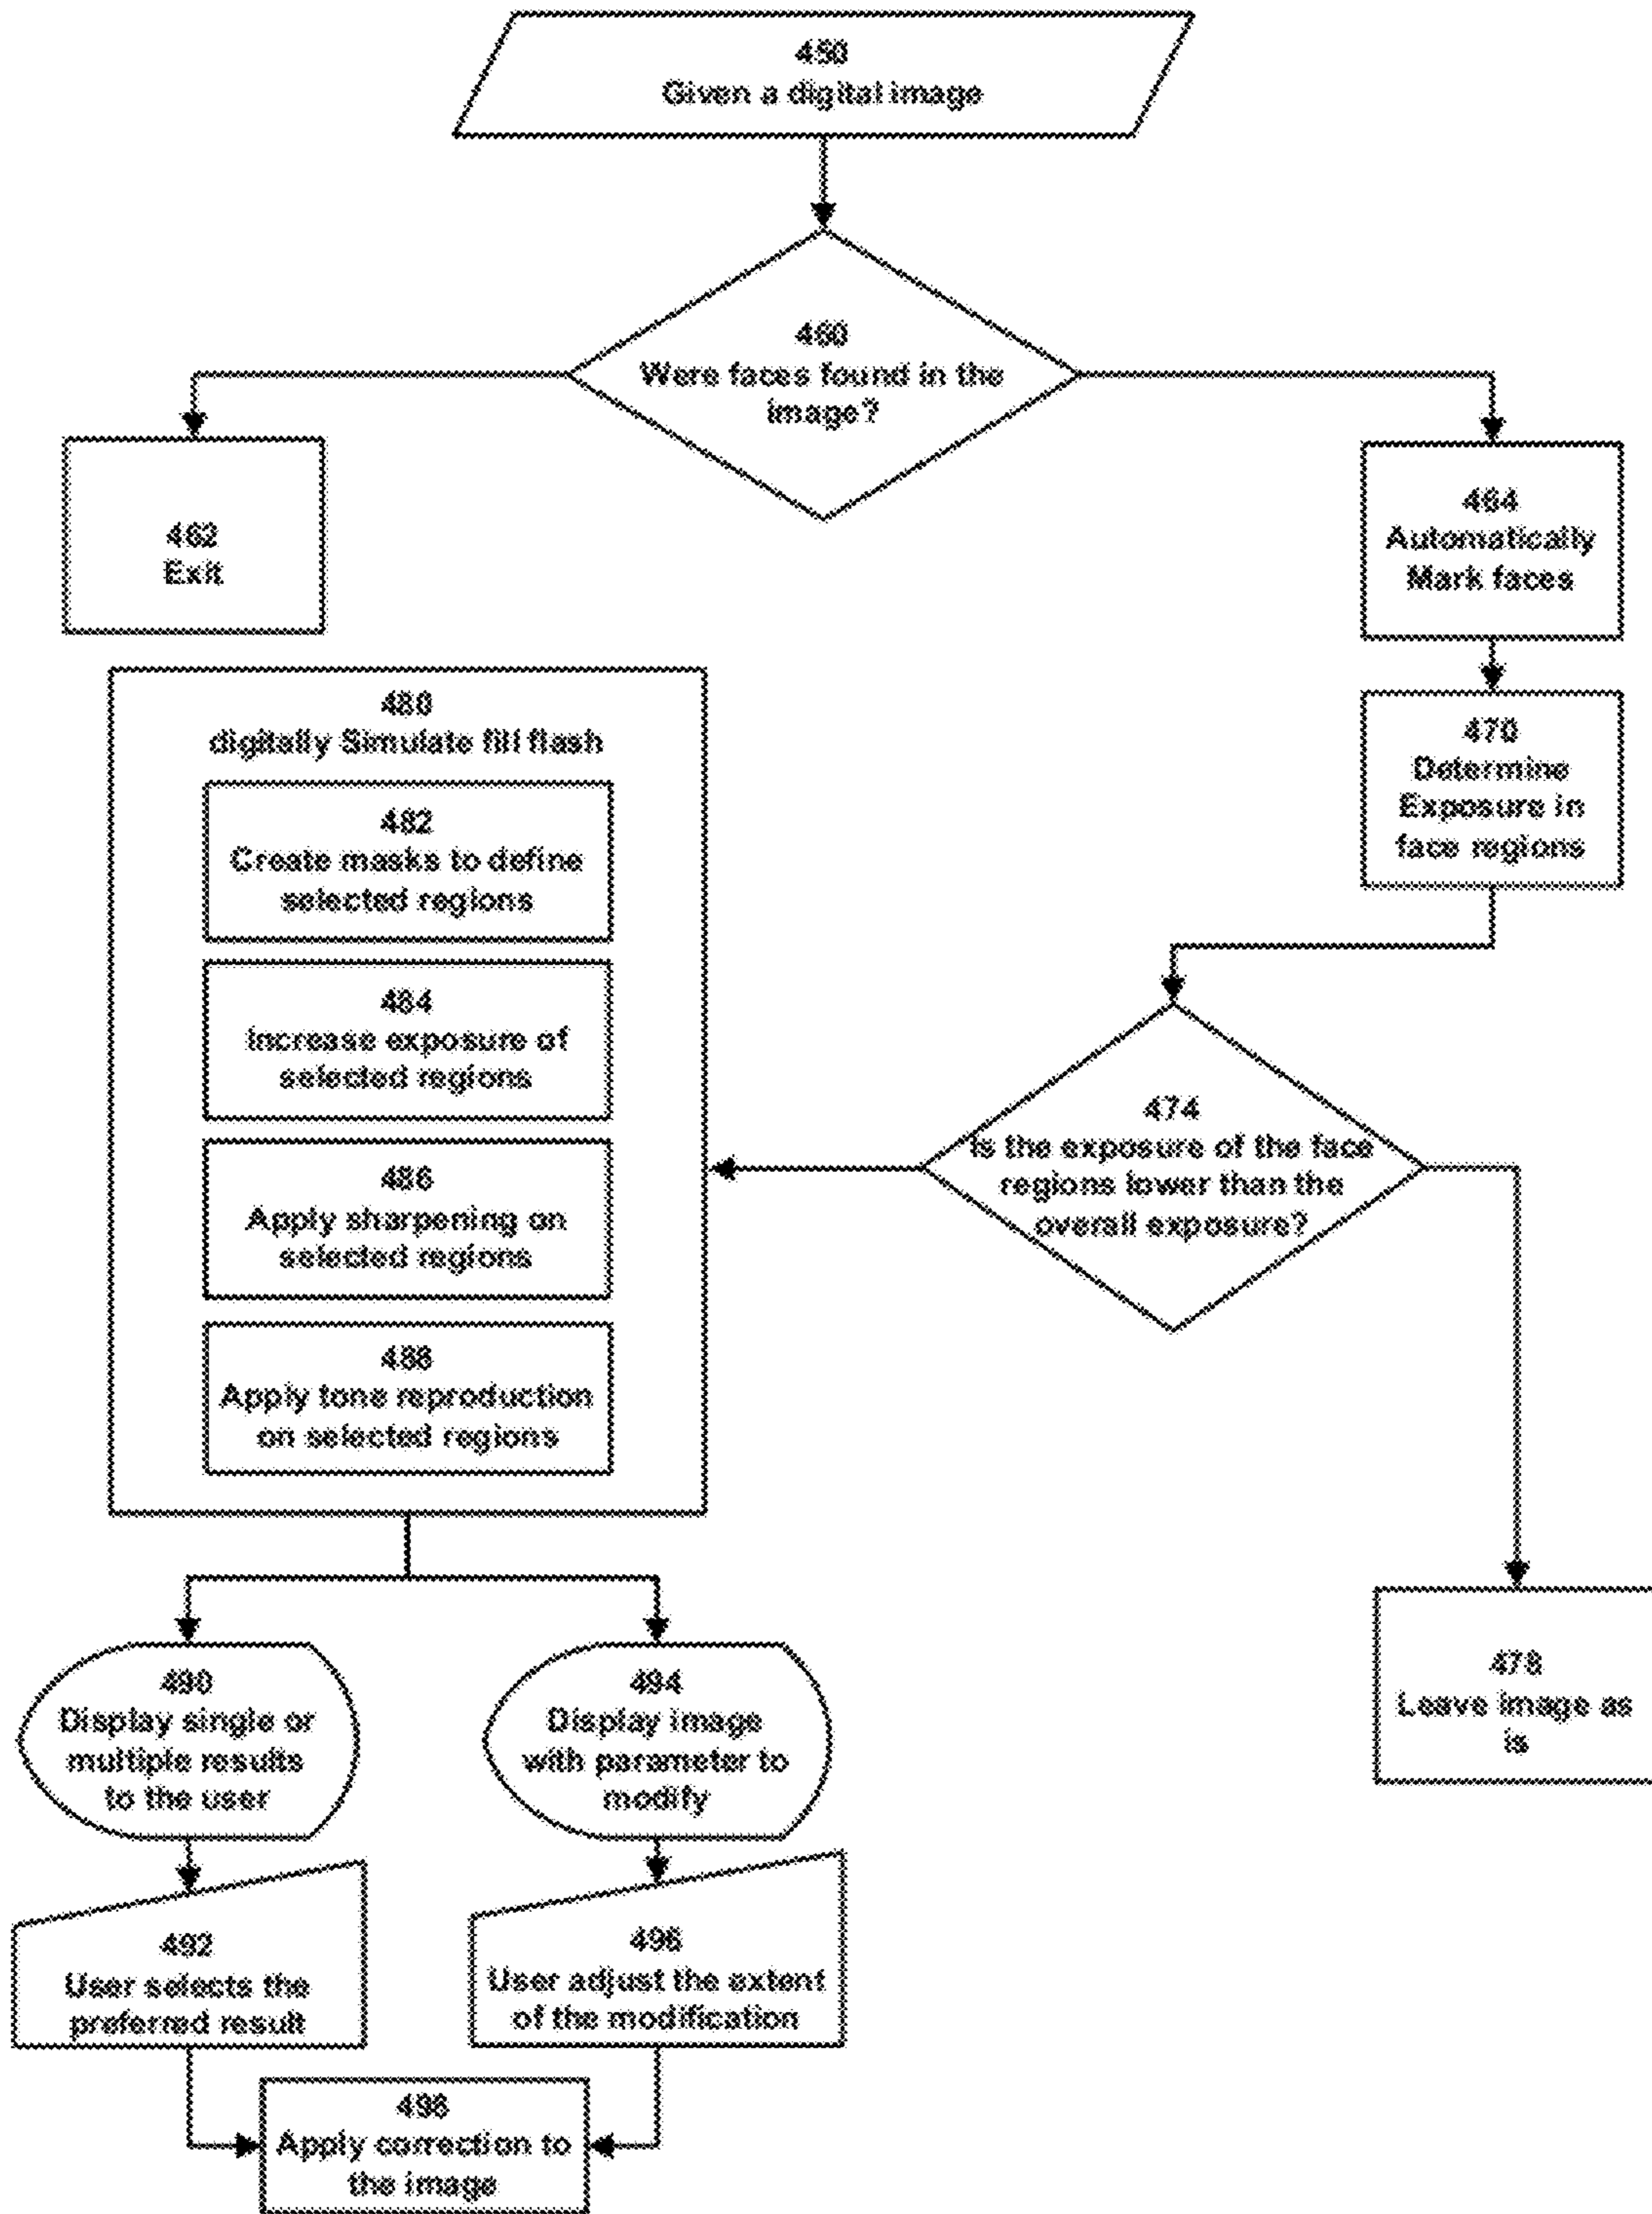 450
Given a digital image
460
Were faces found in the
image?
462
Exit
464
Automatically
Mark faces
470
Determine
Exposure in
face regions
474
Is the exposure of the face
regions lower than the
overall exposure?
478
Leave image as
is
480
digitally Simulate fill flash
482
Create masks to define
selected regions
484
Increase exposure of
selected regions
486
Apply sharpening on
selected regions
488
Apply tone reproduction
on selected regions
490
Display single or
multiple results
to the user
494
Display image
with parameter to
modify
492
User selects the
preferred result
496
User adjust the extent
of the modification
498
Apply correction to
the image